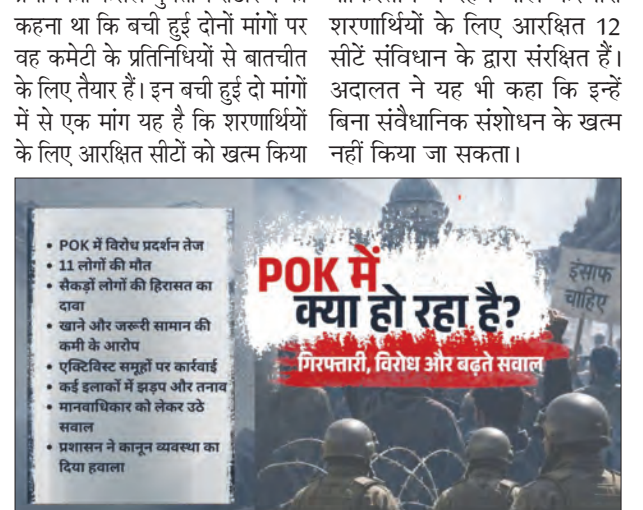 कहना था कि बची हुई दोनों मांगों पर
वह कमेटी के प्रतिनिधियों से बातचीत
के लिए तैयार हैं। इन बची हुई दो मांगों
में से एक मांग यह है कि शरणार्थियों
के लिए आरक्षित सीटों को खत्म किया
शरणार्थियों के लिए आरक्षित 12
सीटें संविधान के द्वारा संरक्षित हैं।
अदालत ने यह भी कहा कि इन्हें
बिना संवैधानिक संशोधन के खत्म
नहीं किया जा सकता।
• POK में विरोध प्रदर्शन तेज
• 11 लोगों की मौत
• सैकड़ों लोगों की हिरासत का
दावा
• खाने और जरूरी सामान की
कमी के आरोप
• एक्टिविस्ट समूहों पर कार्रवाई
• कई इलाकों में झड़प और तनाव
• मानवाधिकार को लेकर उठे
सवाल
• प्रशासन ने कानून व्यवस्था का
दिया हवाला
POK में
क्या हो रहा है?
गिरफ्तारी, विरोध और बढ़ते सवाल
इंसाफ
चाहिए